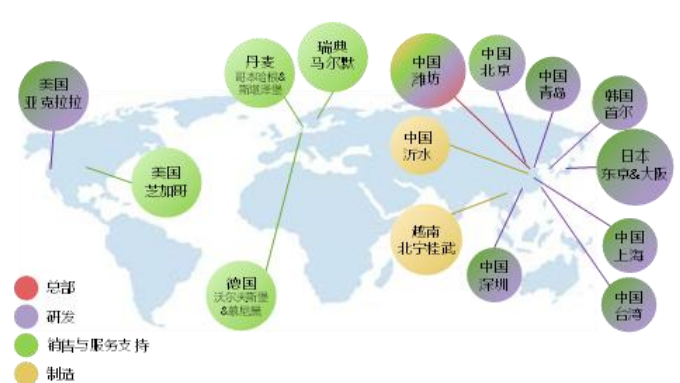 美国
亚克拉拉
美国
芝加哥
丹麦
哥本哈根&
斯堪泽堡
瑞典
马尔默
德国
沃尔夫斯堡
&慕尼黑
中国
潍坊
中国
北京
中国
青岛
韩国
首尔
中国
沂水
日本
东京&大阪
越南
北宁桂武
中国
深圳
中国
上海
中国
台湾
总部
研发
销售与服务支持
制造